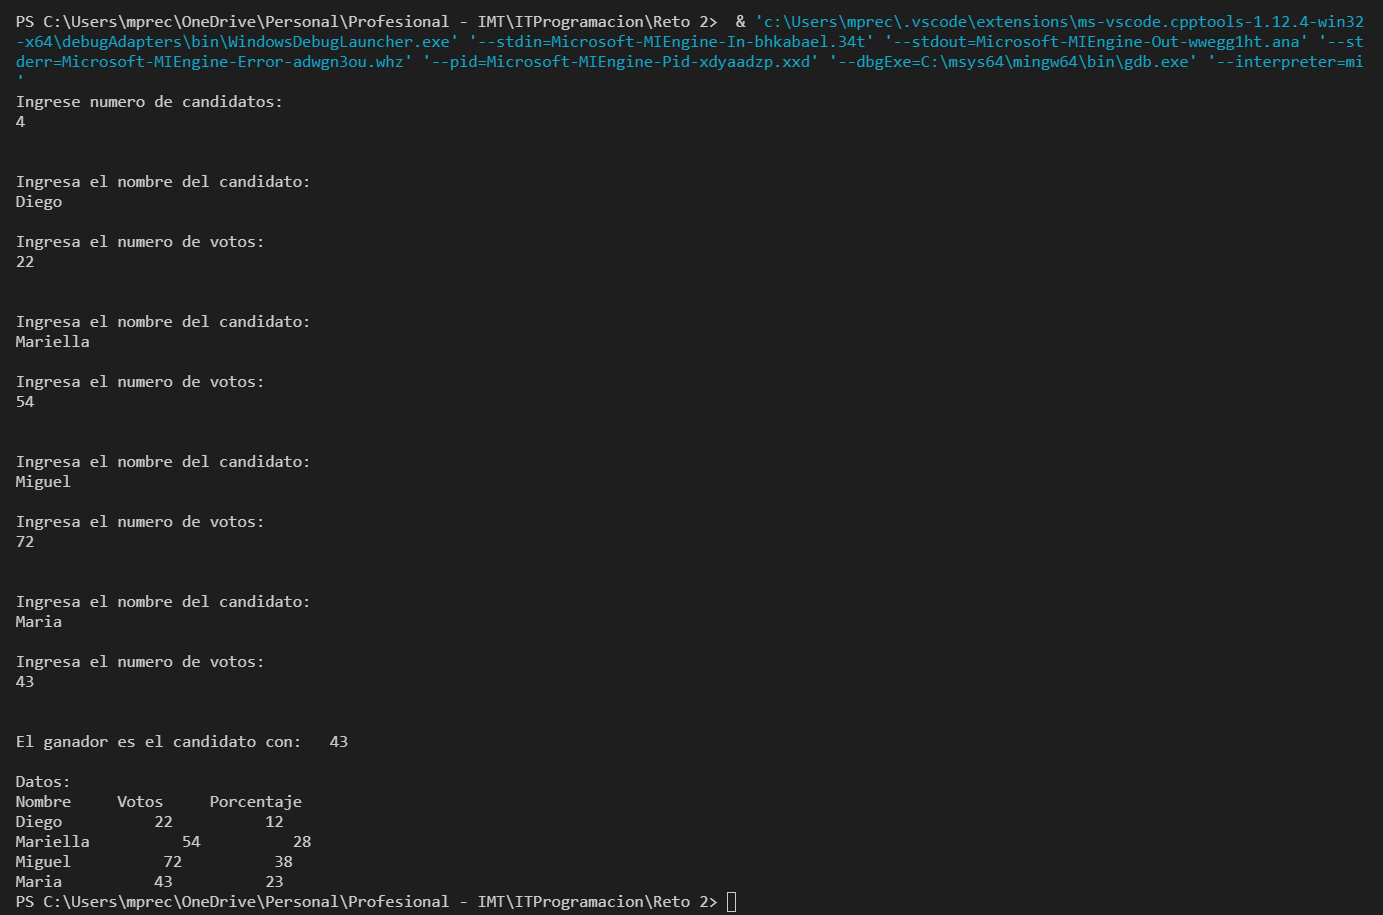 PS C:\Users\mprec\OneDrive\Personal\Profesional - IMT\ITProgramacion\Reto 2>  & 'c:\Users\mprec\.vscode\extensions\ms-vscode.cpptools-1.12.4-win32
-x64\debugAdapters\bin\WindowsDebugLauncher.exe' '--stdin=Microsoft-MIEngine-In-bhkabael.34t' '--stdout=Microsoft-MIEngine-Out-wwegg1ht.ana' '--st
derr=Microsoft-MIEngine-Error-adwgn3ou.whz' '--pid=Microsoft-MIEngine-Pid-xdyaadzp.xxd' '--dbgExe=C:\msys64\mingw64\bin\gdb.exe' '--interpreter=mi
'
Ingrese numero de candidatos:
4
Ingresa el nombre del candidato:
Diego
Ingresa el numero de votos:
22
Ingresa el nombre del candidato:
Mariella
Ingresa el numero de votos:
54
Ingresa el nombre del candidato:
Miguel
Ingresa el numero de votos:
72
Ingresa el nombre del candidato:
Maria
Ingresa el numero de votos:
43
El ganador es el candidato con:   43
Datos:
Nombre     Votos     Porcentaje
Diego          22          12
Mariella          54          28
Miguel          72          38
Maria          43          23
PS C:\Users\mprec\OneDrive\Personal\Profesional - IMT\ITProgramacion\Reto 2>